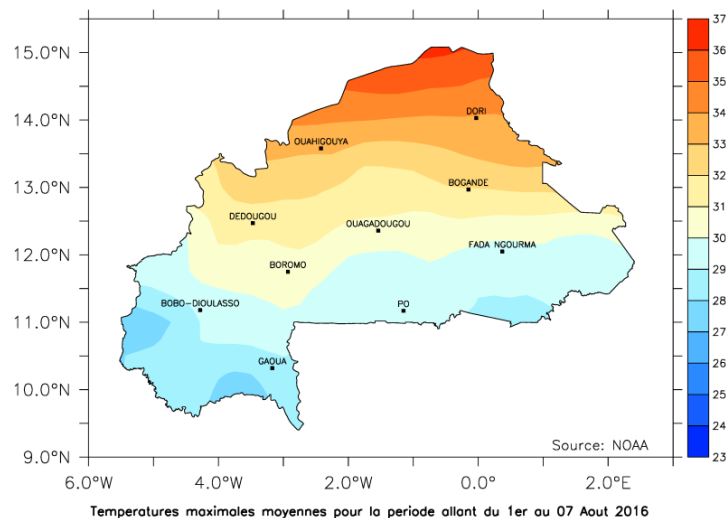 15.0°N
14.0°N
13.0°N
12.0°N
11.0°N
10.0°N
9.0°N
6.0°W 4.0°W 2.0°W 0.0°W 2.0°E
DORI
OUAHIGOUYA
BOGANDE
DEDOUGOU
OUAGADOUGOU
FADA NGOURMA
BOROMO
BOBO-DIOULASSO
PO
GAOUA
Source: NOAA
37
36
35
34
33
32
31
30
29
28
27
26
25
24
23
Temperatures maximales moyennes pour la periode allant du 1er au 07 Aout 2016